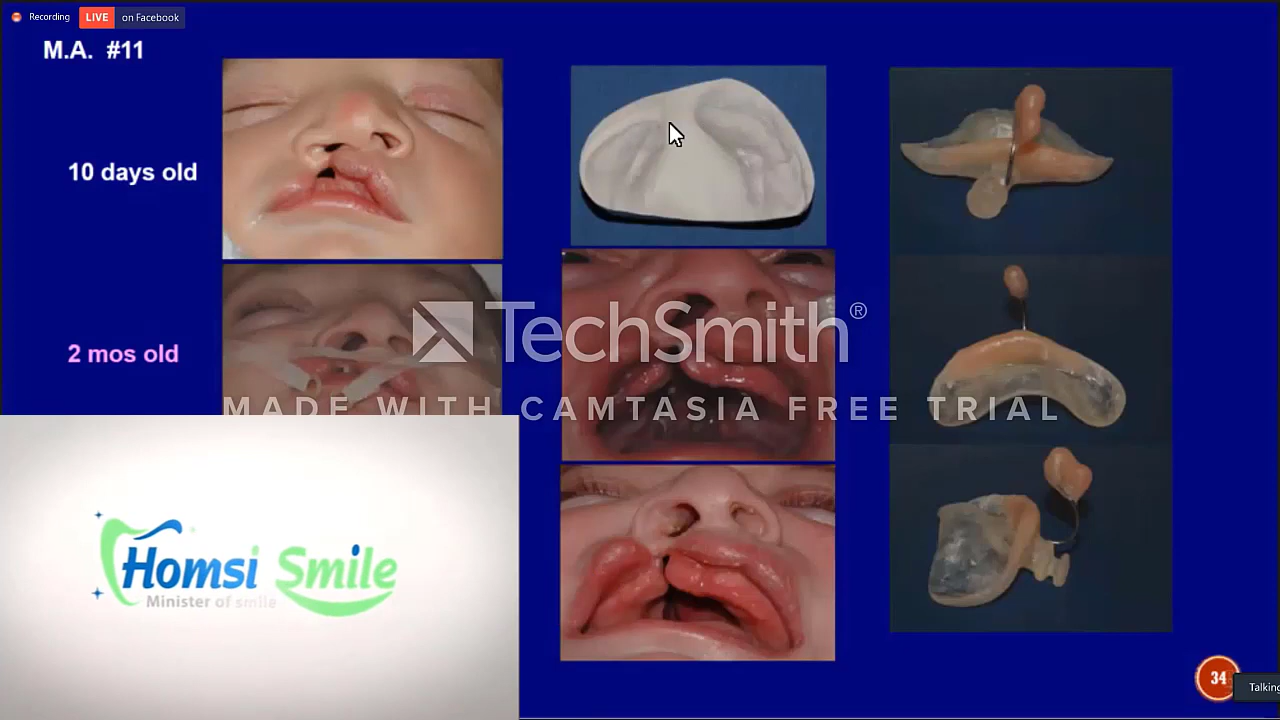 Recording LIVE on Facebook
M.A. #11
10 days old
2 mos old
TechSmith®
MADE WITH CAMTASIA FREE TRIAL
Homsi Smile
Minister of smile
34
Talking